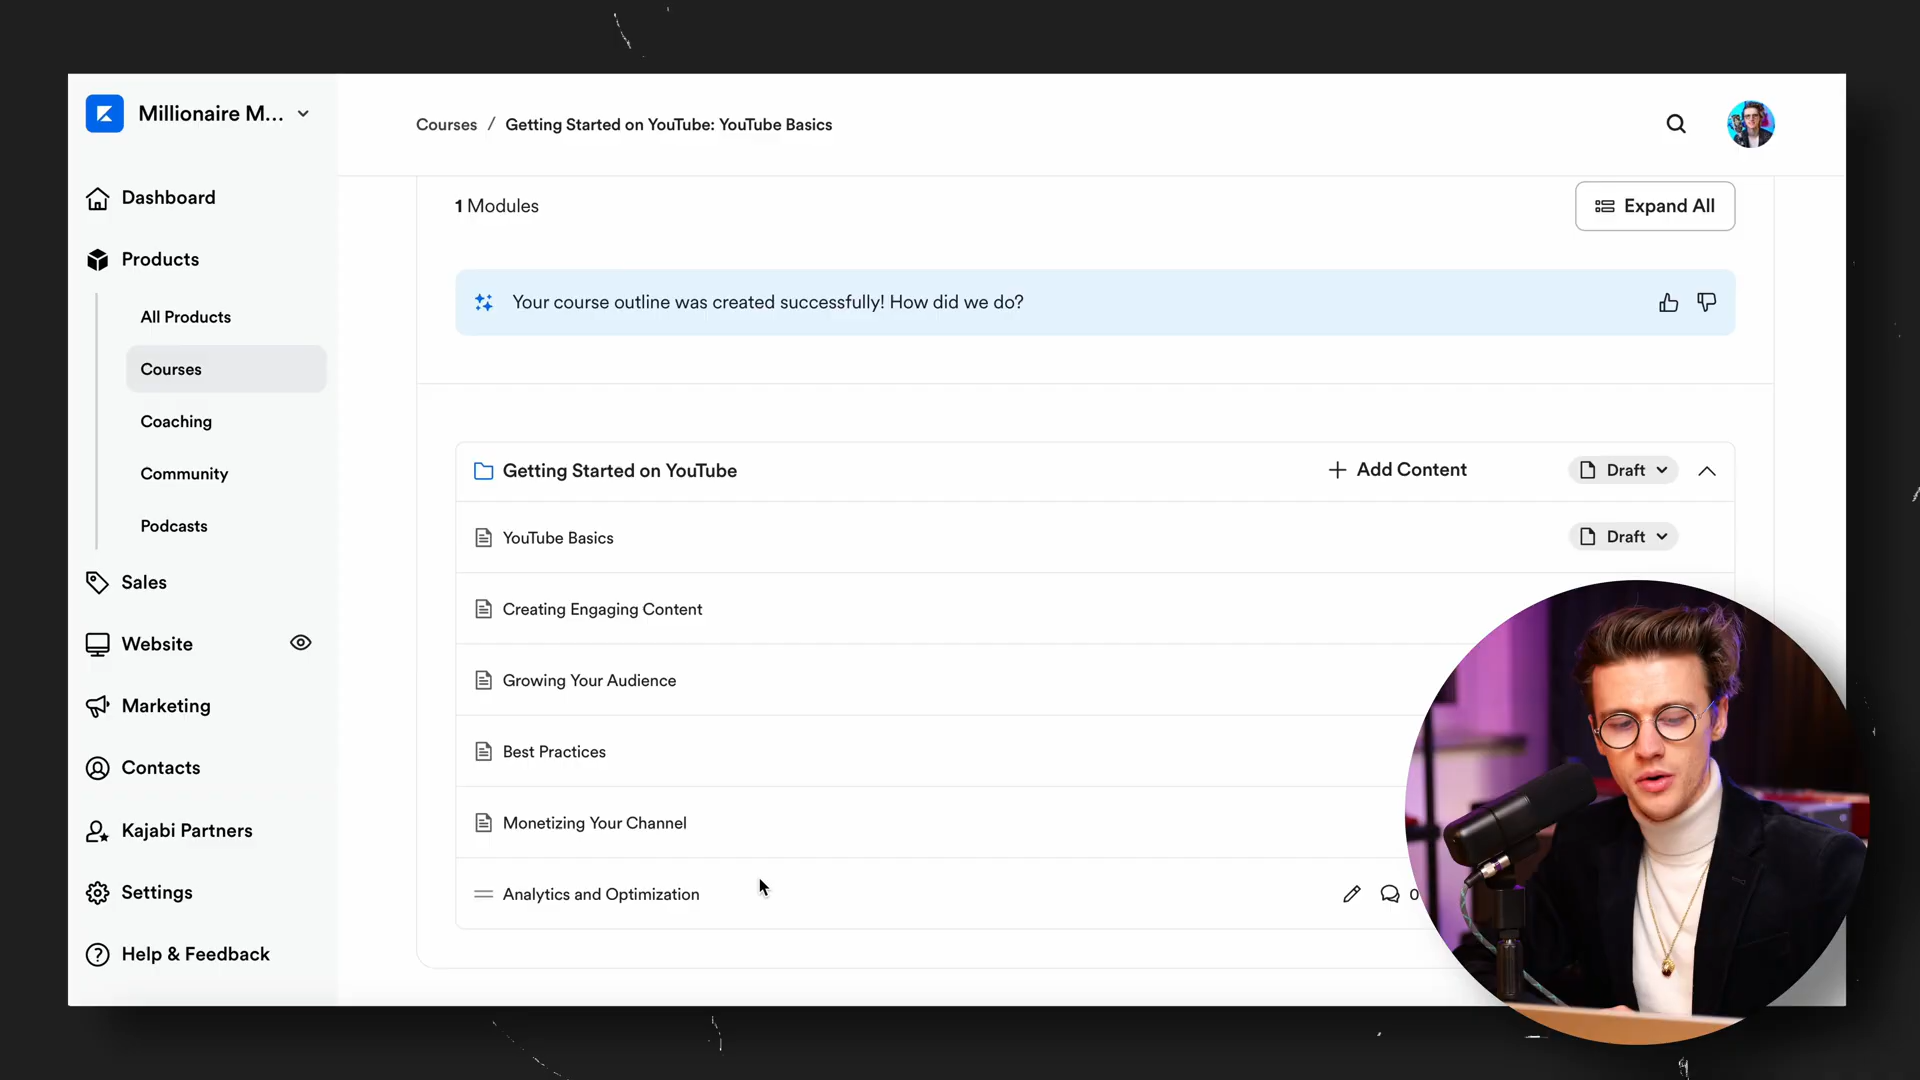 Millionaire M...
Courses / Getting Started on YouTube: YouTube Basics
Dashboard
Products
All Products
Courses
Coaching
Community
Podcasts
Sales
Website
Marketing
Contacts
Kajabi Partners
Settings
Help & Feedback
1 Modules
Expand All
Your course outline was created successfully! How did we do?
Getting Started on YouTube
+ Add Content
Draft
YouTube Basics
Draft
Creating Engaging Content
Growing Your Audience
Best Practices
Monetizing Your Channel
Analytics and Optimization
0